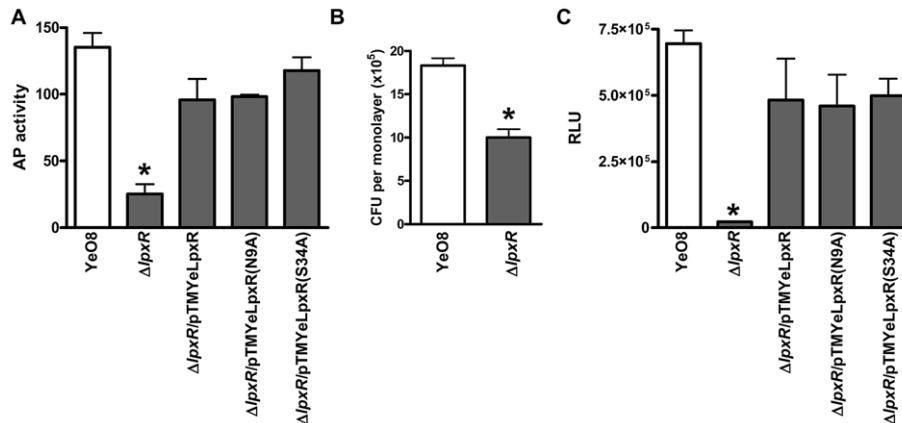 A
AP activity
150
100
50
0
*
YeO8
ΔlpxR
ΔlpxR/pTMYeLpxR
ΔlpxR/pTMYeLpxR(N9A)
ΔlpxR/pTMYeLpxR(S34A)
B
CFU per monolayer (x10⁵)
20
15
10
5
0
*
YeO8
ΔlpxR
C
RLU
7.5×10⁵
5.0×10⁵
2.5×10⁵
0
*
YeO8
ΔlpxR
ΔlpxR/pTMYeLpxR
ΔlpxR/pTMYeLpxR(N9A)
ΔlpxR/pTMYeLpxR(S34A)